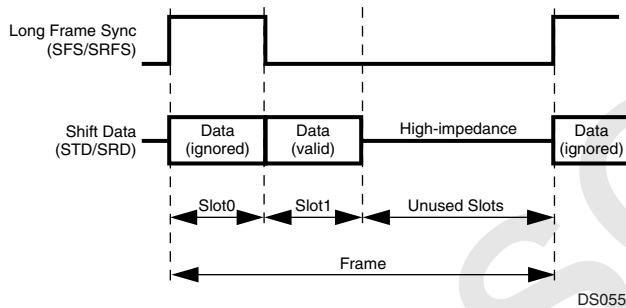 Long Frame Sync
(SFS/SRFS)
Shift Data
(STD/SRD)
Data
(ignored)
Data
(valid)
High-impedance
Data
(ignored)
Slot0
Slot1
Unused Slots
Frame
DS055